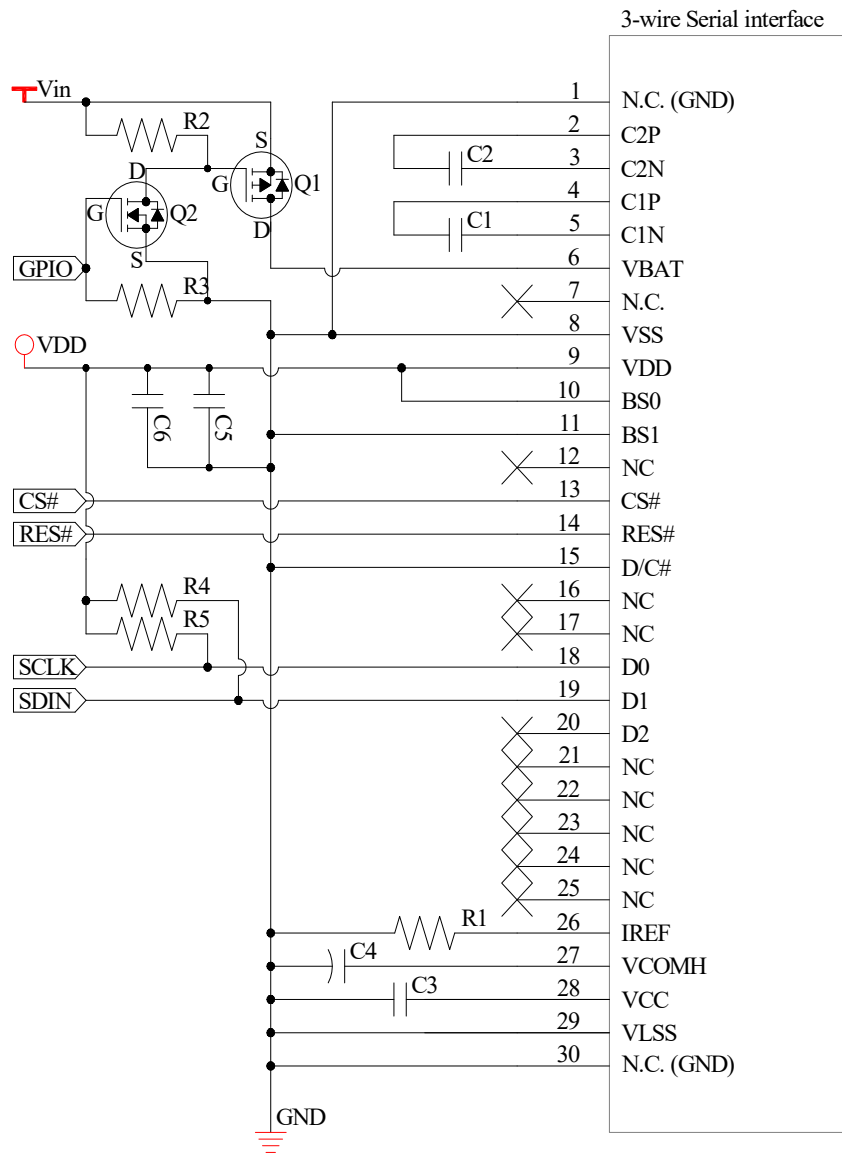 3-wire Serial interface
Vin
1 N.C. (GND)
R2
2 C2P
S
C2
3 C2N
D
G Q1
4 C1P
G Q2
C1
5 C1N
D
S
GPIO
6 VBAT
R3
7 N.C.
8 VSS
VDD
9 VDD
10 BS0
C6 C5
11 BS1
12 NC
CS#
13 CS#
RES#
14 RES#
15 D/C#
R4
16 NC
R5
17 NC
SCLK
18 D0
SDIN
19 D1
20 D2
21 NC
22 NC
23 NC
24 NC
25 NC
R1
26 IREF
C4
27 VCOMH
C3
28 VCC
29 VLSS
30 N.C. (GND)
GND